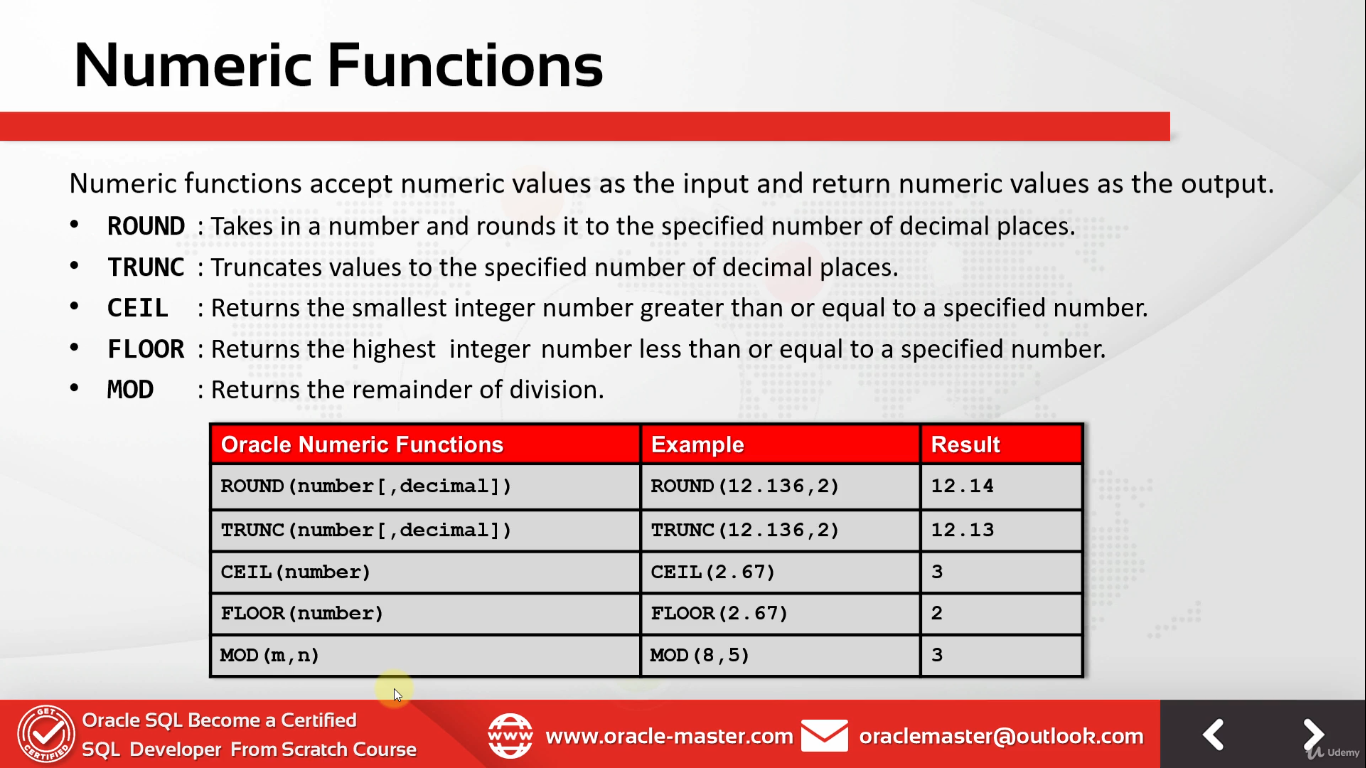 Numeric Functions
Numeric functions accept numeric values as the input and return numeric values as the output.
• ROUND : Takes in a number and rounds it to the specified number of decimal places.
• TRUNC : Truncates values to the specified number of decimal places.
• CEIL : Returns the smallest integer number greater than or equal to a specified number.
• FLOOR : Returns the highest integer number less than or equal to a specified number.
• MOD : Returns the remainder of division.
Oracle Numeric Functions Example Result
ROUND(number[,decimal]) ROUND(12.136,2) 12.14
TRUNC(number[,decimal]) TRUNC(12.136,2) 12.13
CEIL(number) CEIL(2.67) 3
FLOOR(number) FLOOR(2.67) 2
MOD(m,n) MOD(8,5) 3
GET CERTIFIED
Oracle SQL Become a Certified
SQL Developer From Scratch Course
WWW
www.oracle-master.com
oraclemaster@outlook.com
Udemy